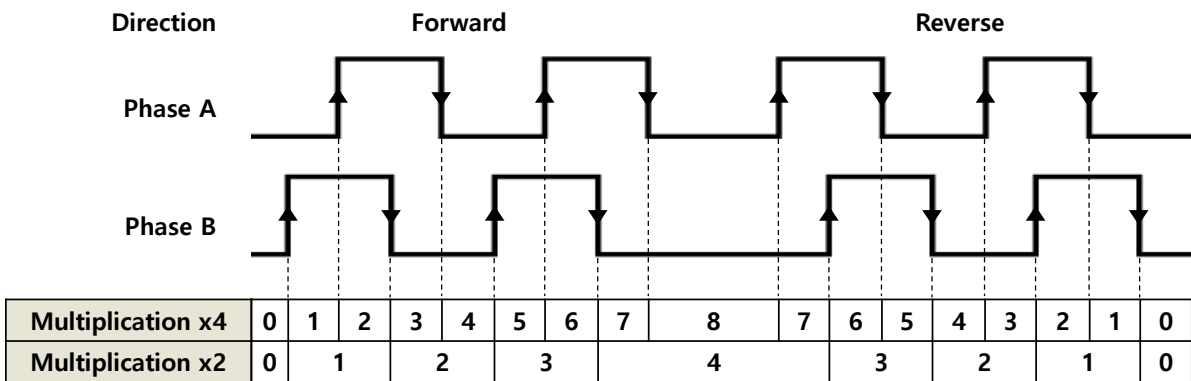 Direction Forward Reverse
Phase A
Phase B
Multiplication x4 0 1 2 3 4 5 6 7 8 7 6 5 4 3 2 1 0
Multiplication x2 0 1 2 3 4 3 2 1 0